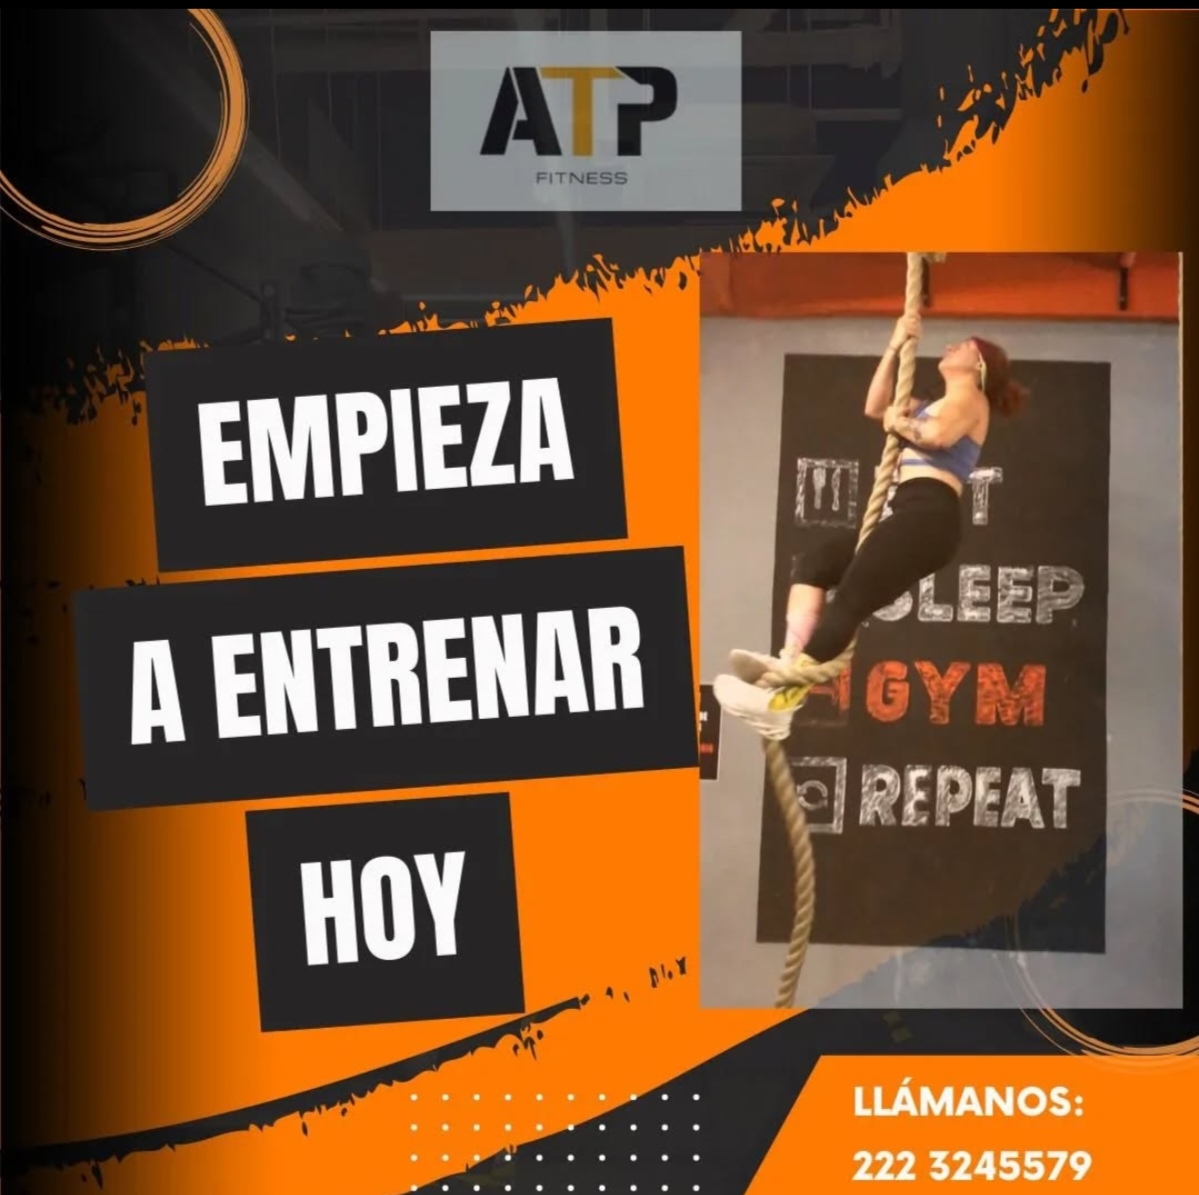 ATP
FITNESS
EMPIEZA
A ENTRENAR
HOY
T
SLEEP
GYM
REPEAT
LLÁMANOS:
222 3245579